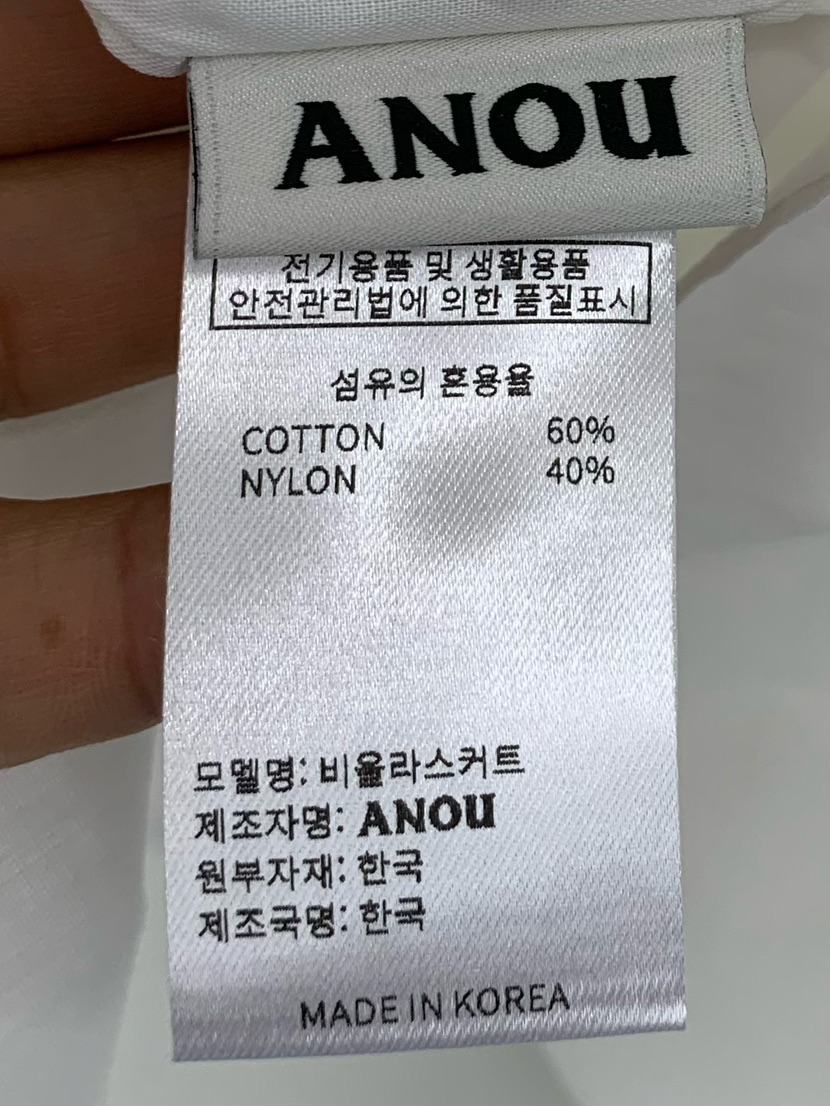 ANOU
전기용품 및 생활용품
안전관리법에 의한 품질표시
섬유의 혼용율
COTTON 60%
NYLON 40%
모델명: 비올라스커트
제조자명: ANOU
원부자재: 한국
제조국명: 한국
MADE IN KOREA